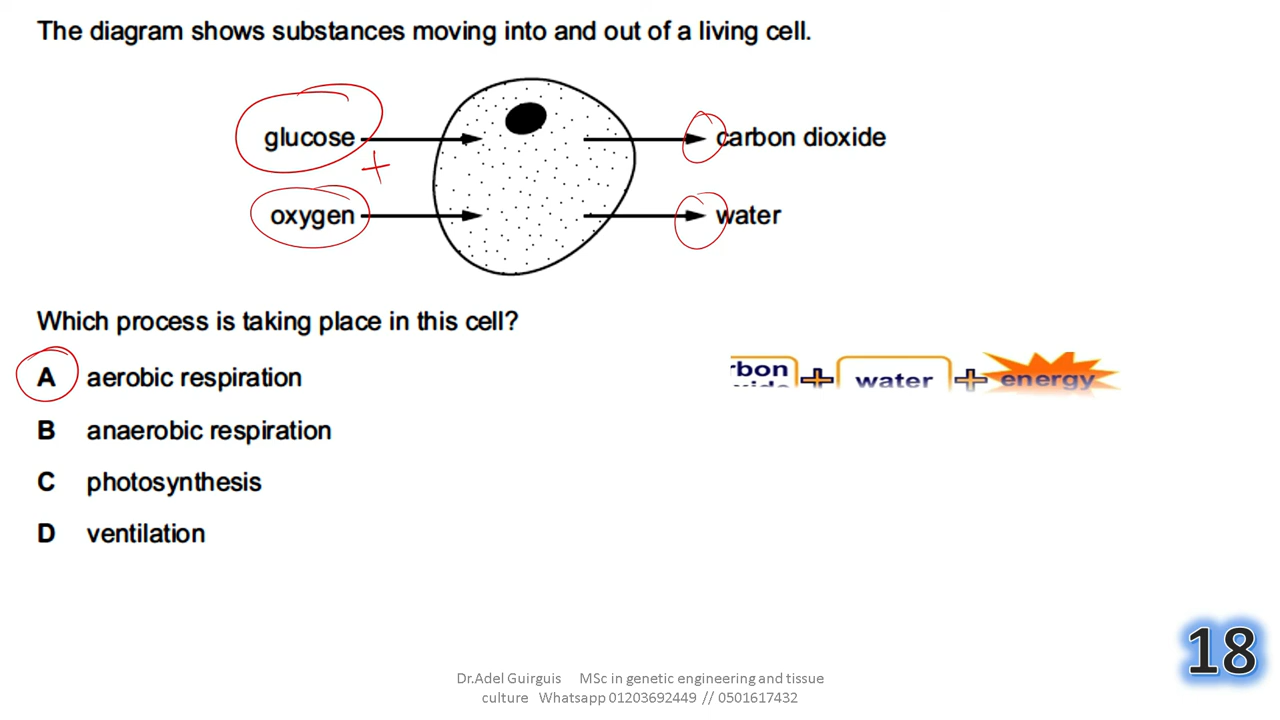 The diagram shows substances moving into and out of a living cell.
glucose
carbon dioxide
+
oxygen
water
Which process is taking place in this cell?
A aerobic respiration
rbon + water + energy
B anaerobic respiration
C photosynthesis
D ventilation
18
Dr.Adel Guirguis MSc in genetic engineering and tissue
culture Whatsapp 01203692449 // 0501617432